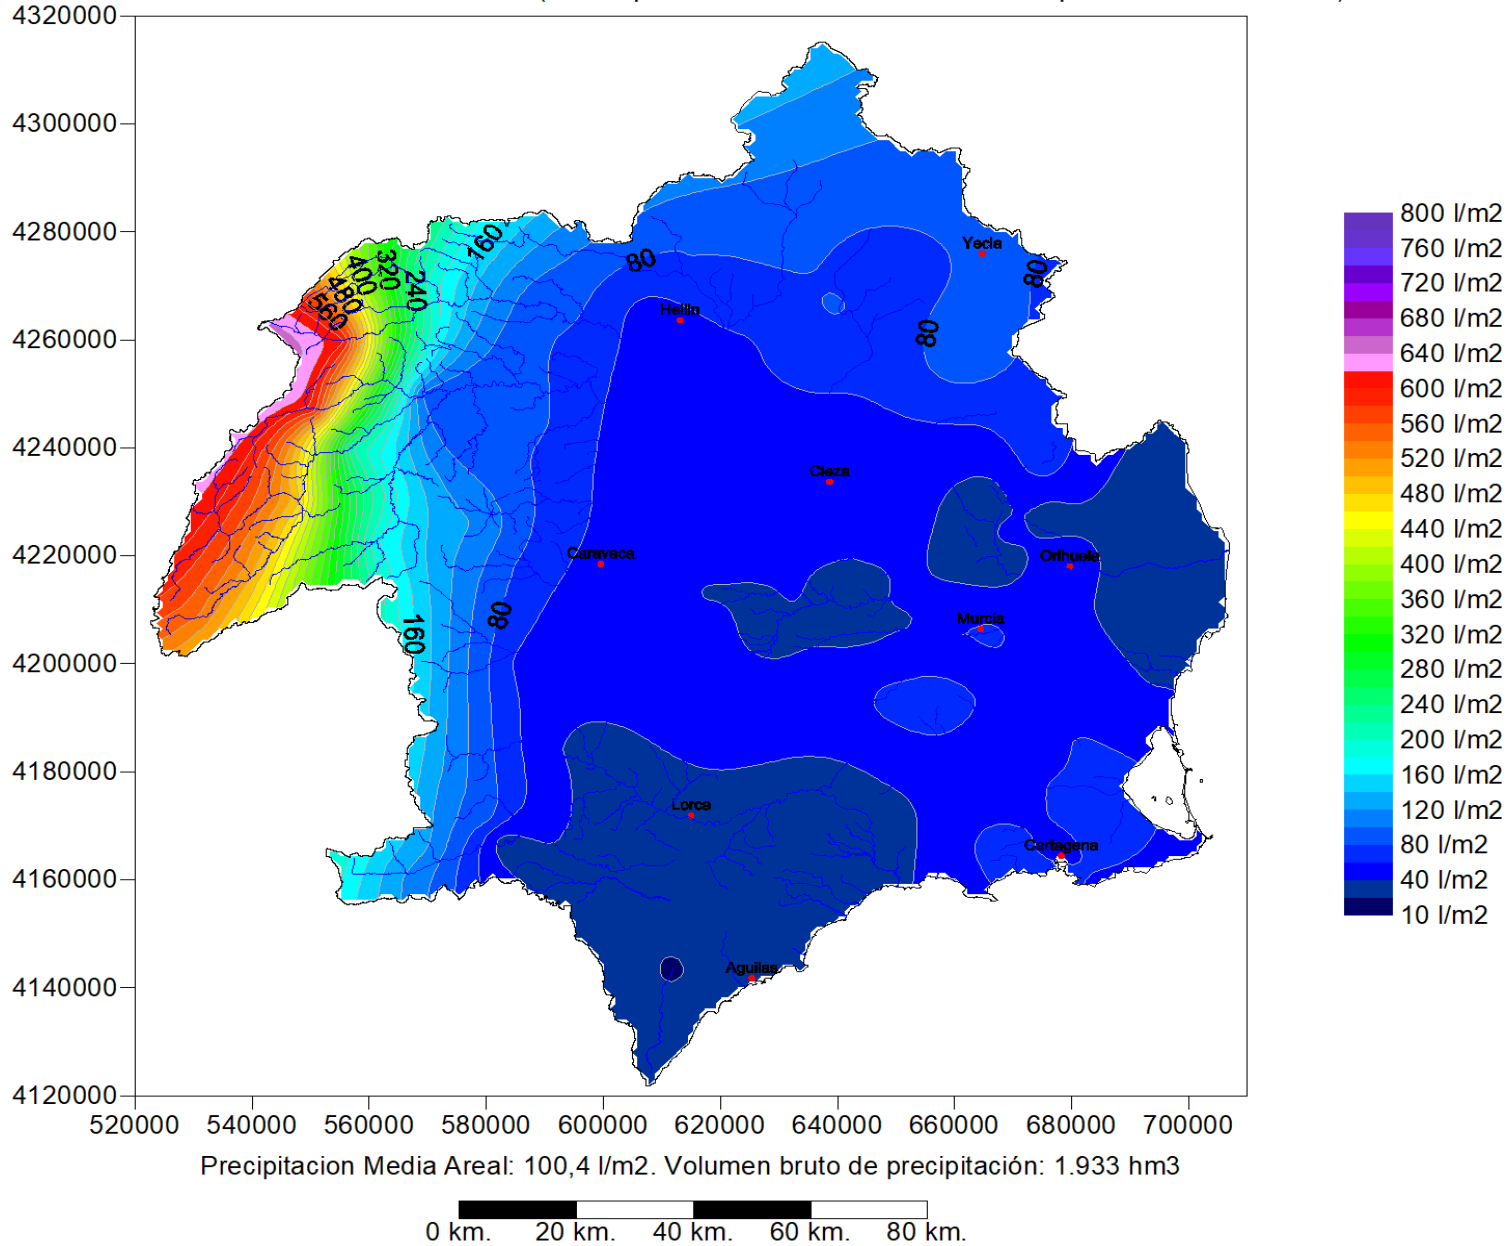 4320000
4300000
4280000
4260000
4240000
4220000
4200000
4180000
4160000
4140000
4120000
520000 540000 560000 580000 600000 620000 640000 660000 680000 700000
160
80
240
320
400
480
560
80
80
80
160
Yecla
Hellin
Cieza
Caravaca
Orihuela
Murcia
Lorca
Cartagena
Aguilas
800 l/m2
760 l/m2
720 l/m2
680 l/m2
640 l/m2
600 l/m2
560 l/m2
520 l/m2
480 l/m2
440 l/m2
400 l/m2
360 l/m2
320 l/m2
280 l/m2
240 l/m2
200 l/m2
160 l/m2
120 l/m2
80 l/m2
40 l/m2
10 l/m2
Precipitacion Media Areal: 100,4 l/m2. Volumen bruto de precipitación: 1.933 hm3
0 km. 20 km. 40 km. 60 km. 80 km.